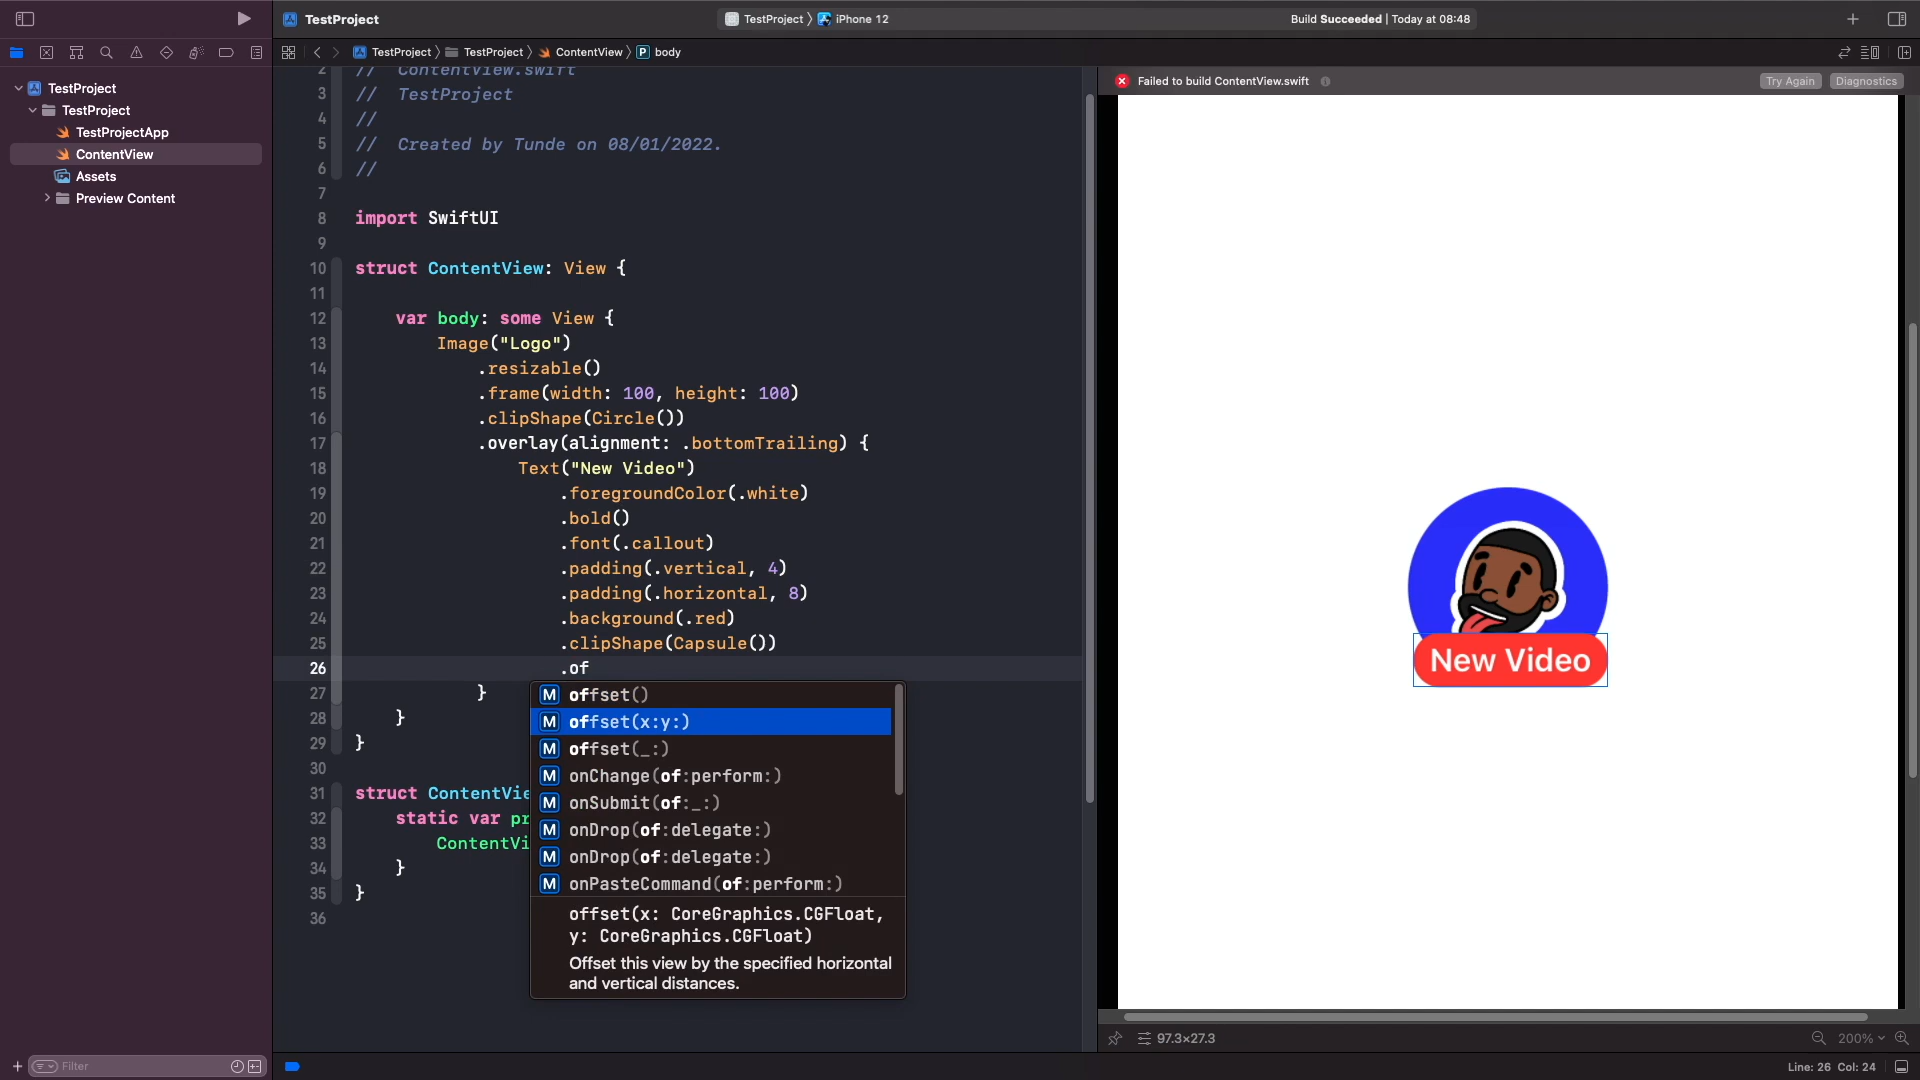 TestProject
TestProject
iPhone 12
Build Succeeded | Today at 08:48
TestProject
TestProject
ContentView
P
body
TestProject
TestProject
TestProjectApp
ContentView
Assets
Preview Content
2 // ContentView.swift
3 // TestProject
4 //
5 // Created by Tunde on 08/01/2022.
6 //
7
8 import SwiftUI
9
10 struct ContentView: View {
11
12 var body: some View {
13 Image("Logo")
14 .resizable()
15 .frame(width: 100, height: 100)
16 .clipShape(Circle())
17 .overlay(alignment: .bottomTrailing) {
18 Text("New Video")
19 .foregroundColor(.white)
20 .bold()
21 .font(.callout)
22 .padding(.vertical, 4)
23 .padding(.horizontal, 8)
24 .background(.red)
25 .clipShape(Capsule())
26 .of
27 }
28 }
29 }
30
31 struct ContentVie
32 static var pr
33 ContentVi
34 }
35 }
36
M offset()
M offset(x:y:)
M offset(_:)
M onChange(of:perform:)
M onSubmit(of:_:)
M onDrop(of:delegate:)
M onDrop(of:delegate:)
M onPasteCommand(of:perform:)
offset(x: CoreGraphics.CGFloat,
y: CoreGraphics.CGFloat)
Offset this view by the specified horizontal
and vertical distances.
Failed to build ContentView.swift
Try Again
Diagnostics
New Video
97.3×27.3
200%
Filter
Line: 26 Col: 24